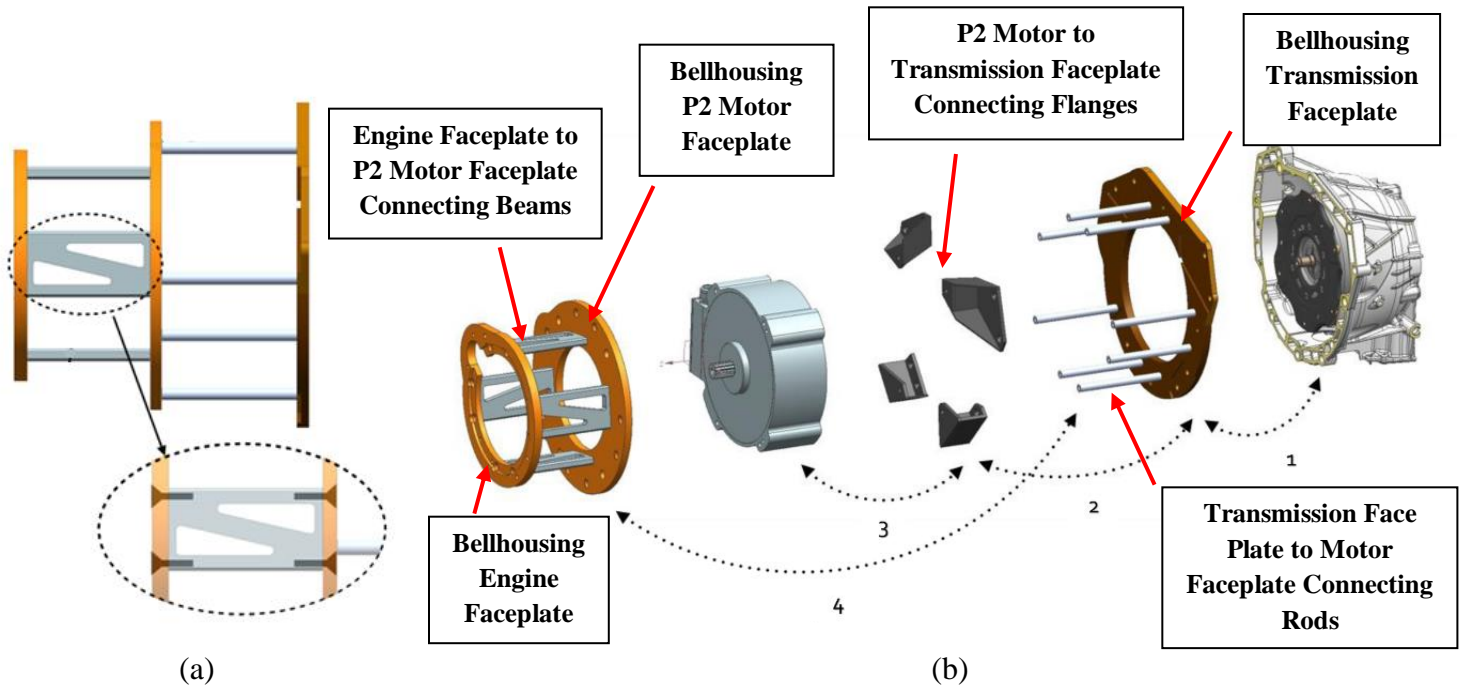 P2 Motor to
Transmission Faceplate
Connecting Flanges
Bellhousing
Transmission
Faceplate
Bellhousing
P2 Motor
Faceplate
Engine Faceplate to
P2 Motor Faceplate
Connecting Beams
1
2
3
4
Bellhousing
Engine
Faceplate
Transmission Face
Plate to Motor
Faceplate Connecting
Rods
(a)
(b)